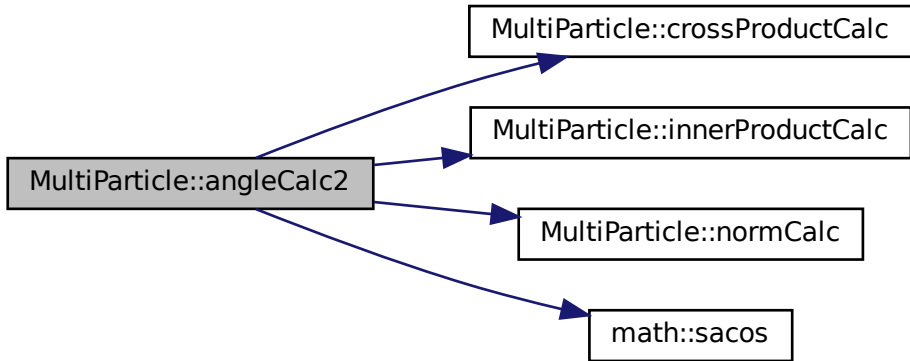 MultiParticle::crossProductCalc
MultiParticle::innerProductCalc
MultiParticle::angleCalc2
MultiParticle::normCalc
math::sacos